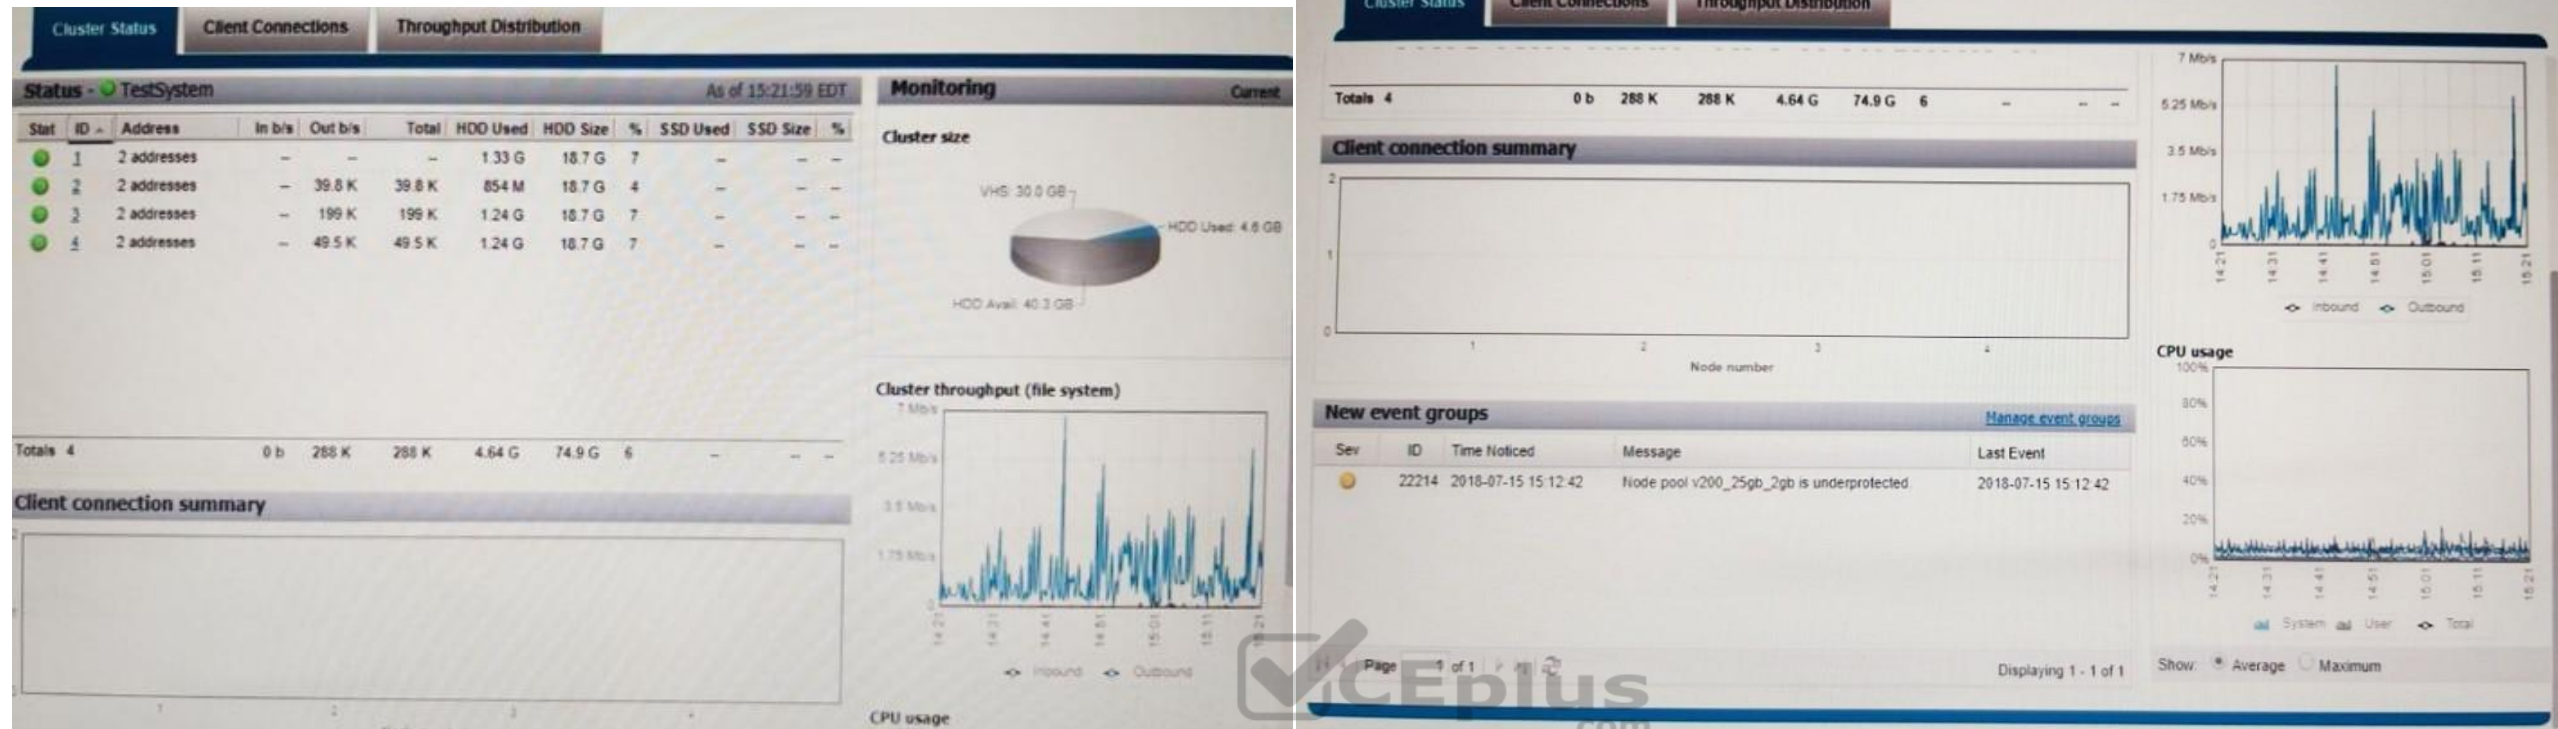 Cluster Status Client Connections Throughput Distribution
Status - TestSystem As of 15:21:59 EDT
Stat ID Address In b/s Out b/s Total HDD Used HDD Size % SSD Used SSD Size %
1 2 addresses -- -- -- 1.33 G 18.7 G 7 -- -- --
2 2 addresses -- 39.8 K 39.8 K 854 M 18.7 G 4 -- -- --
3 2 addresses -- 199 K 199 K 1.24 G 18.7 G 7 -- -- --
4 2 addresses -- 49.5 K 49.5 K 1.24 G 18.7 G 7 -- -- --
Totals 4 0 b 288 K 288 K 4.64 G 74.9 G 6 -- -- --
Client connection summary
Monitoring Current
Cluster size
VHS: 30.0 GB
HDD Used: 4.6 GB
HDD Avail: 40.3 GB
Cluster throughput (file system)
7 Mb/s
5.25 Mb/s
3.5 Mb/s
1.75 Mb/s
0
14:21 14:31 14:41 14:51 15:01 15:11 15:21
Inbound Outbound
CPU usage
Cluster Status Client Connections Throughput Distribution
Totals 4 0 b 288 K 288 K 4.64 G 74.9 G 6 -- -- --
Client connection summary
2
1
0
1 2 3 4
Node number
New event groups Manage event groups
Sev ID Time Noticed Message Last Event
22214 2018-07-15 15:12:42 Node pool v200_25gb_2gb is underprotected 2018-07-15 15:12:42
Page 1 of 1 Displaying 1 - 1 of 1
7 Mb/s
5.25 Mb/s
3.5 Mb/s
1.75 Mb/s
0
14:21 14:31 14:41 14:51 15:01 15:11 15:21
Inbound Outbound
CPU usage
100%
80%
60%
40%
20%
0%
14:21 14:31 14:41 14:51 15:01 15:11 15:21
System User Total
Show: Average Maximum
CEplus
.com